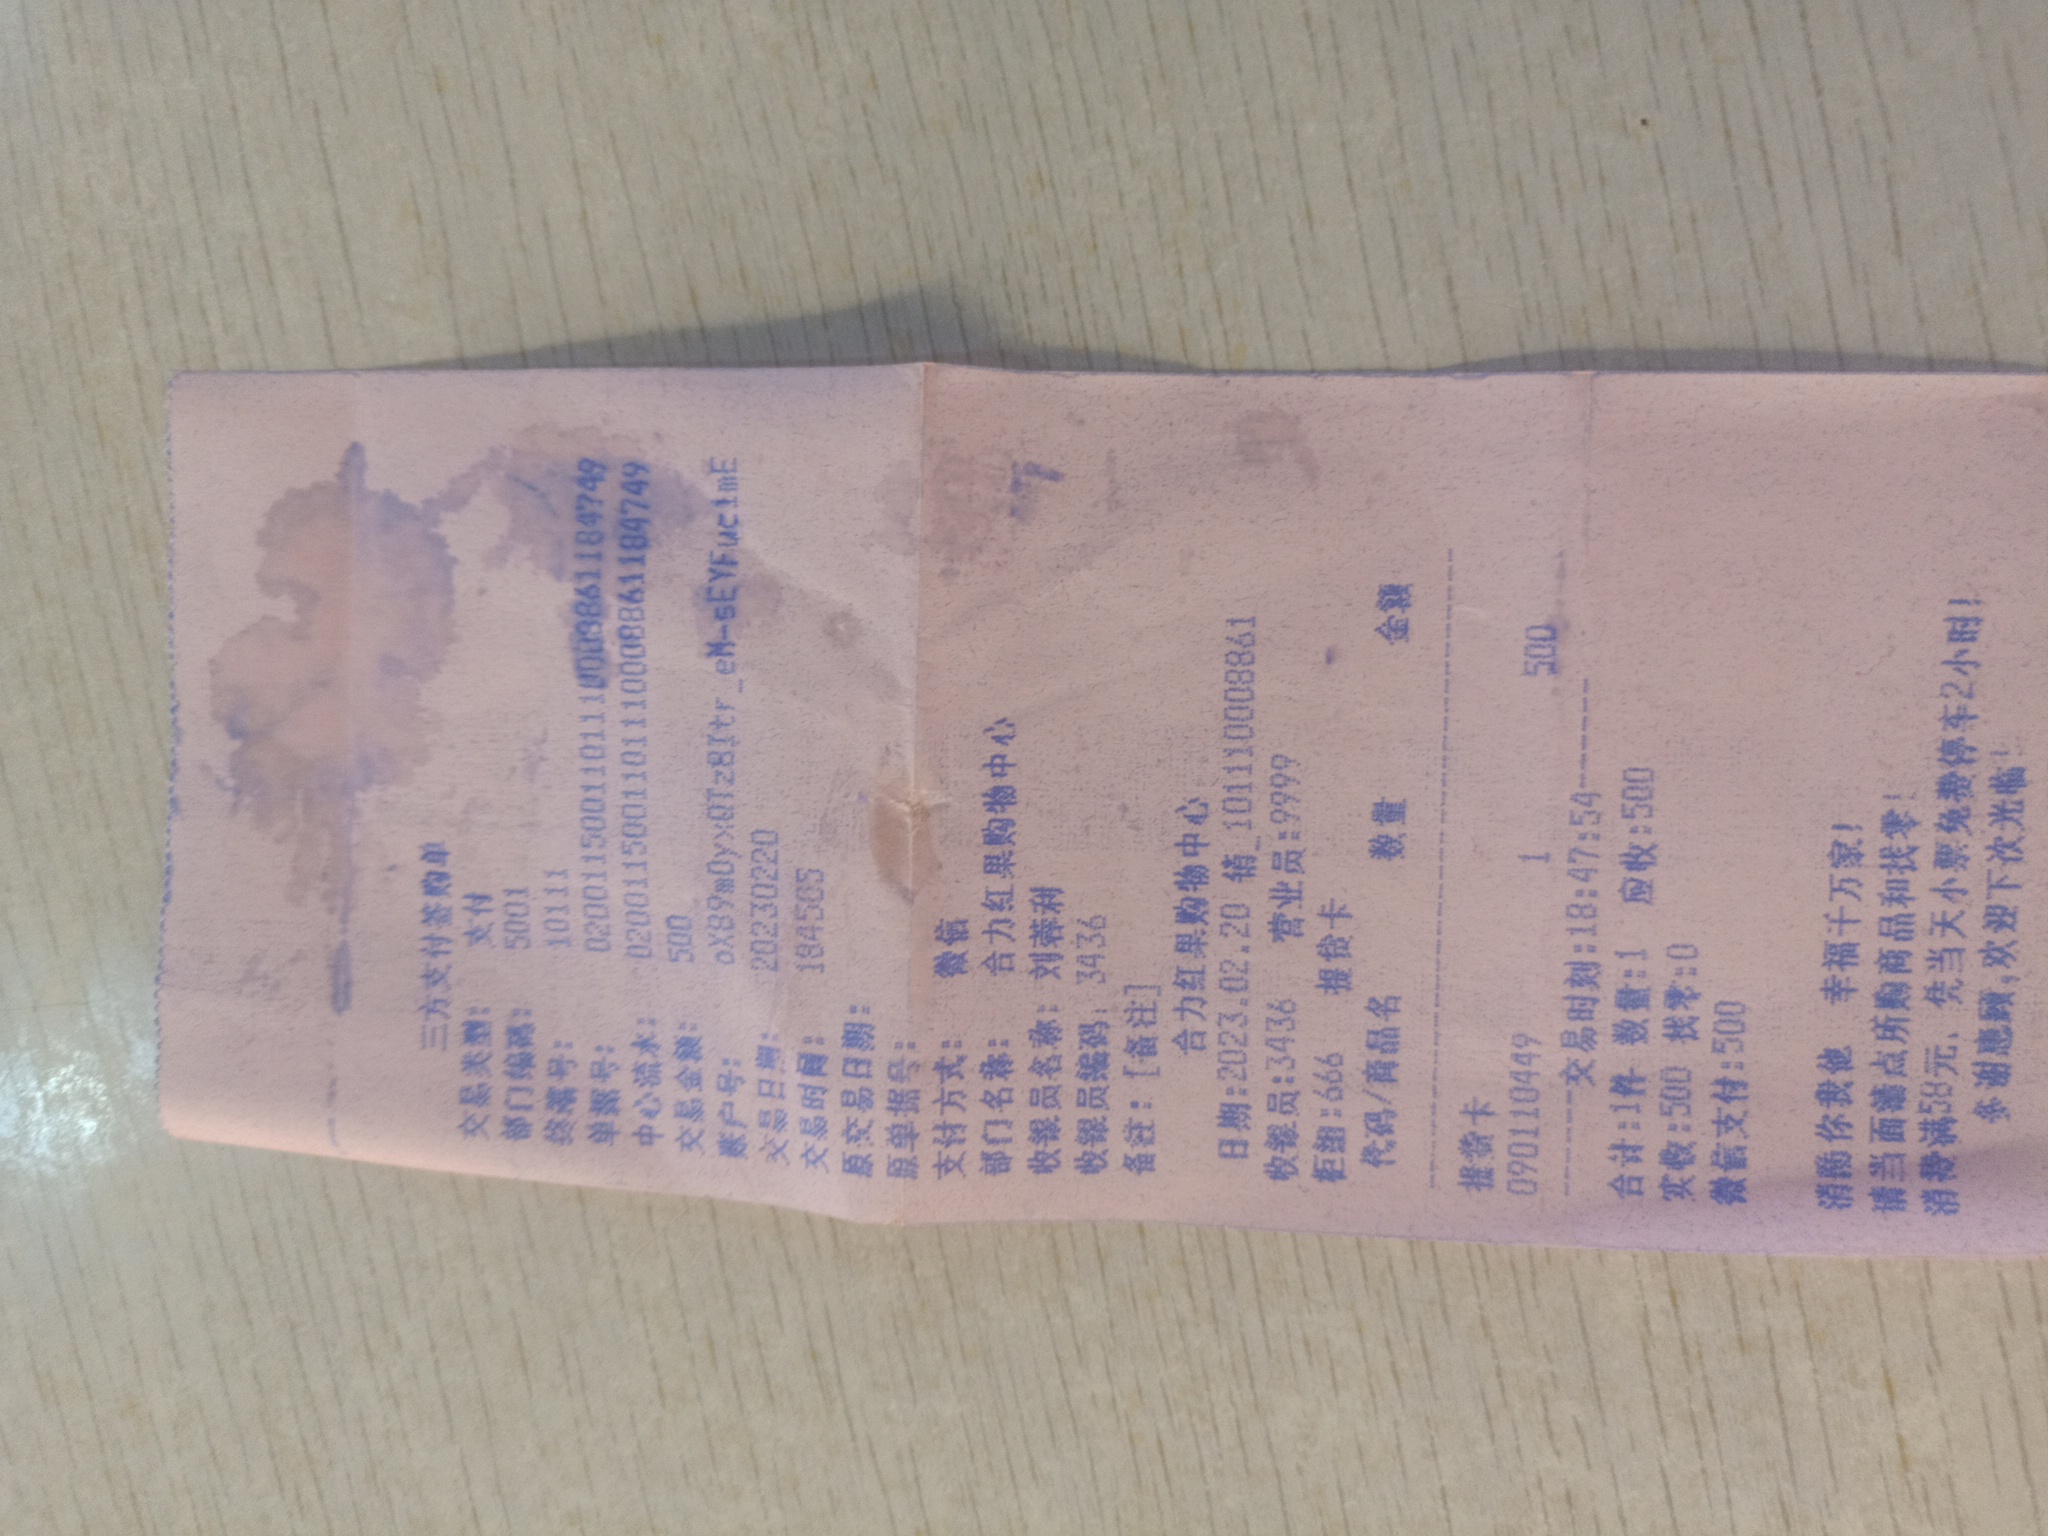 三方支付签购单
交易类型: 支付
部门编码: 5001
终端号: 10111
单据号: 02001150011011100088611847​49
中心流水: 02001150011011100088611847749
交易金额: 500
账户号: oX89mOyxQTz8Itr_eM-sEYFuc1mE
交易日期: 20230220
交易时间: 184505
原交易日期:
原单据号:
支付方式: 微信
部门名称: 合力红果购物中心
收银员名称: 刘蓉利
收银员编码: 3436
备注: [备注]
合力红果购物中心
日期:2023.02.20 销_101110008861
收银员:3436 营业员:9999
柜组:666 提货卡
代码/商品名 数量 金额
提货卡
090110449 1 500
交易时刻:18:47:54
合计:1件 数量:1 应收:500
实收:500 找零:0
微信支付:500
消酷你我他 幸福千万家!
请当面清点所购商品和找零!
消费满58元、凭当天小票免费停车2小时!
多谢惠顾,欢迎下次光临!